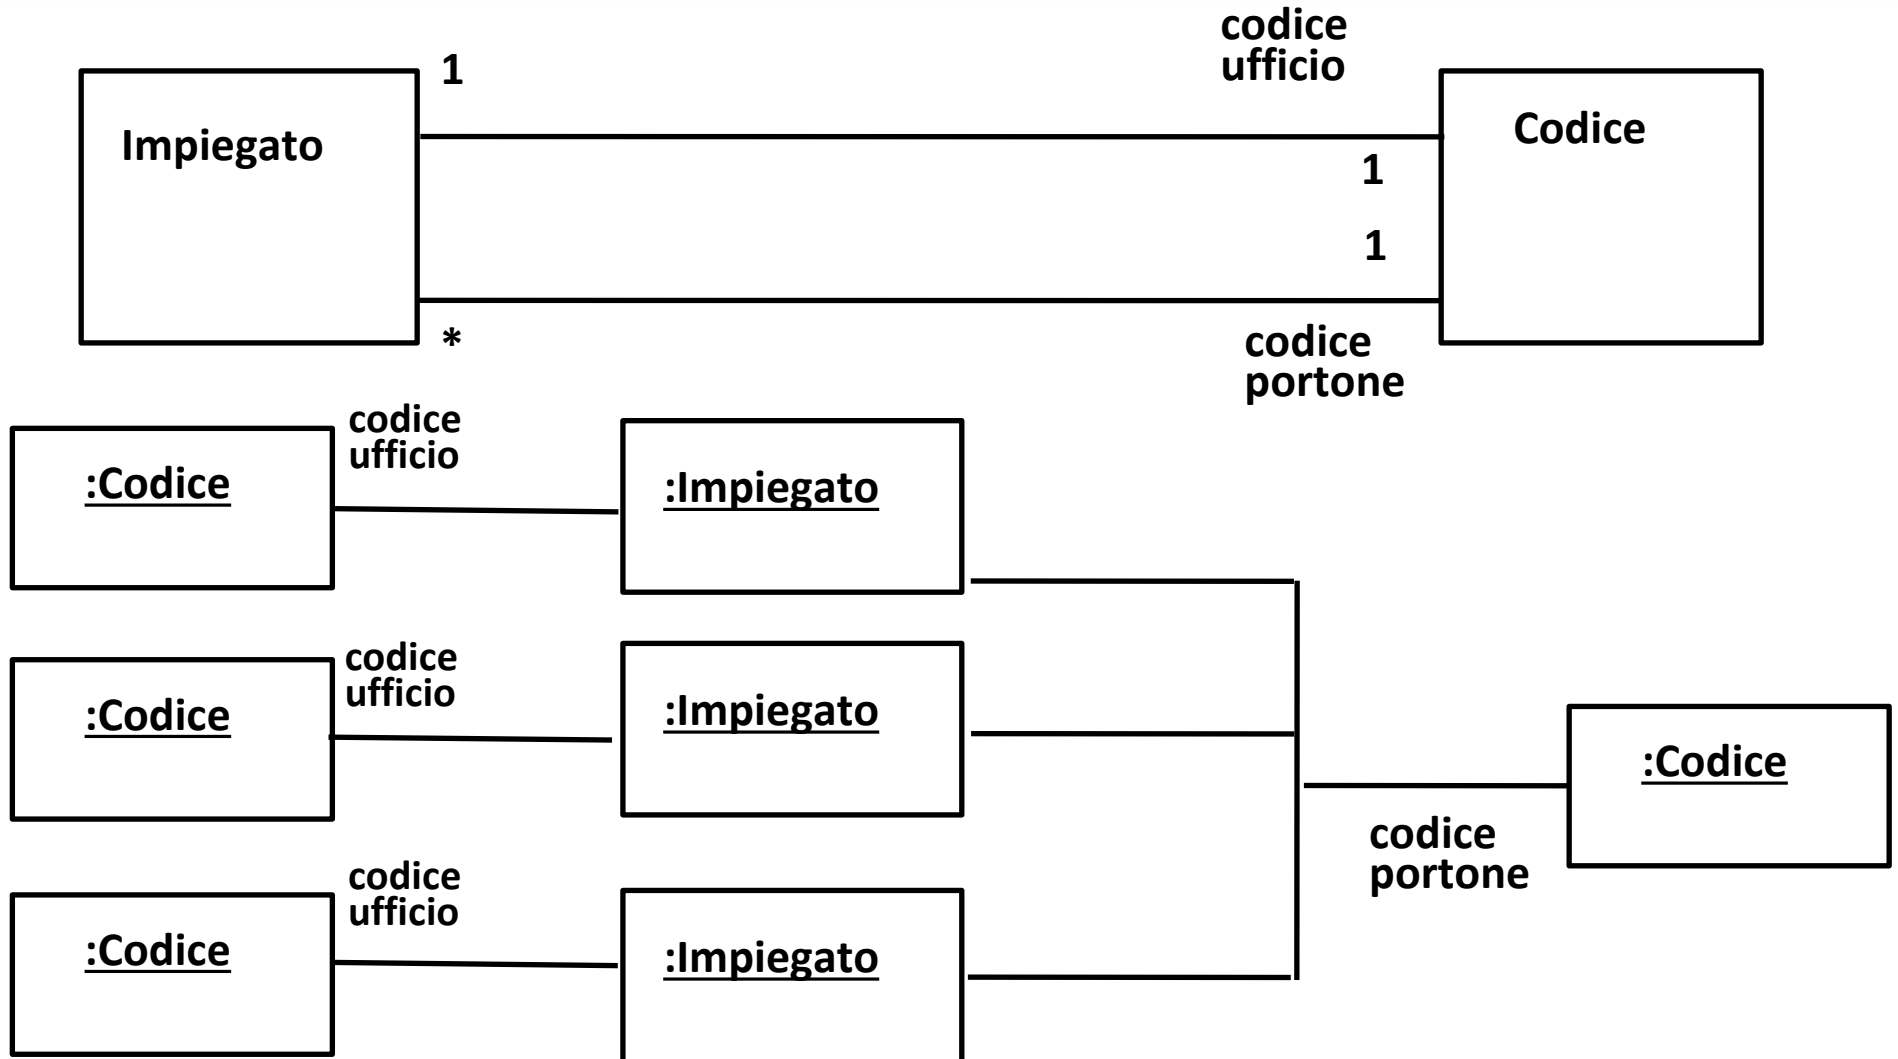 codice
ufficio
1
Impiegato
Codice
1
1
*
codice
portone
codice
ufficio
:Codice
:Impiegato
codice
ufficio
:Codice
:Impiegato
:Codice
codice
portone
codice
ufficio
:Codice
:Impiegato